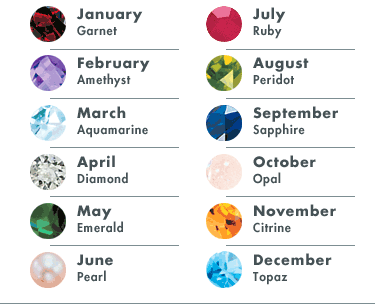 January
Garnet
February
Amethyst
March
Aquamarine
April
Diamond
May
Emerald
June
Pearl
July
Ruby
August
Peridot
September
Sapphire
October
Opal
November
Citrine
December
Topaz